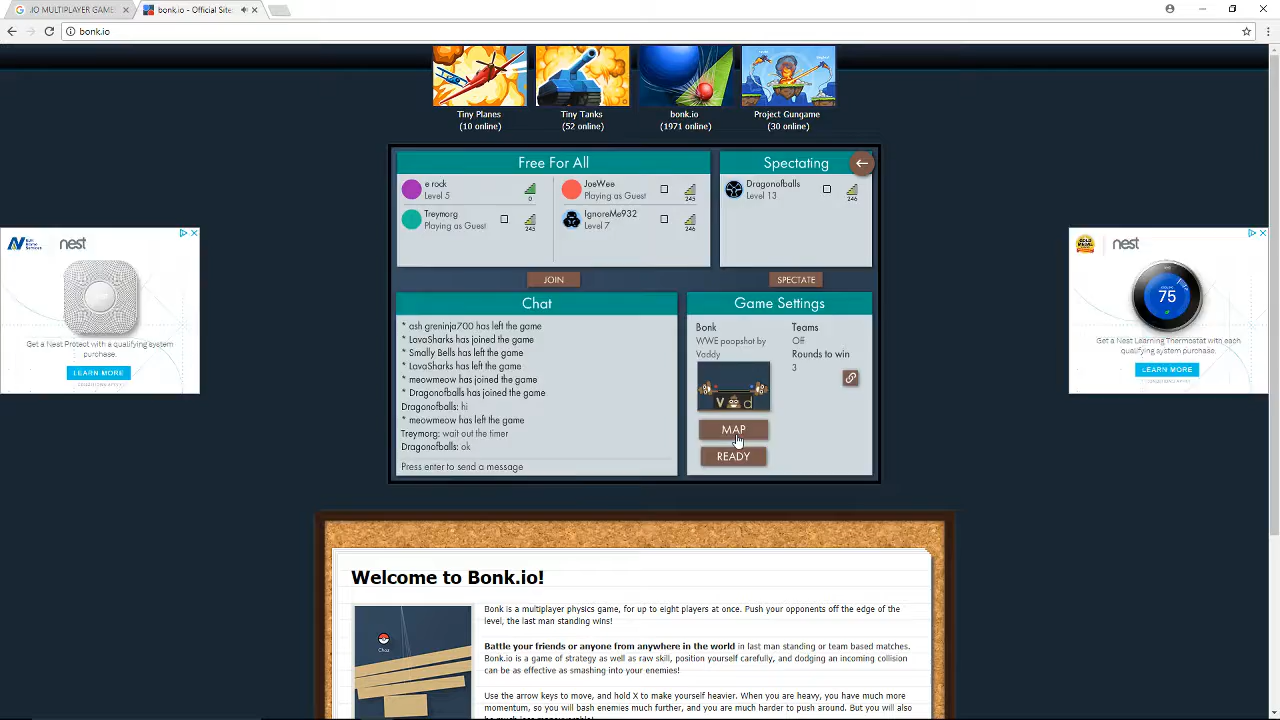 .IO MULTIPLAYER GAME
bonk.io - Official Site
bonk.io
Tiny Planes
(10 online)
Tiny Tanks
(52 online)
bonk.io
(1971 online)
Project Gungame
(30 online)
Free For All
e rock
Level 5
0
JoeWee
Playing as Guest
245
Treymorg
Playing as Guest
245
IgnoreMe932
Level 7
246
Spectating
Dragonofballs
Level 13
246
JOIN
SPECTATE
Chat
* ash greninja700 has left the game
* LavaSharks has joined the game
* Smally Bells has left the game
* LavaSharks has left the game
* meowmeow has joined the game
* Dragonofballs has joined the game
Dragonofballs: hi
* meowmeow has left the game
Treymorg: wait out the timer
Dragonofballs: ok
Press enter to send a message
Game Settings
Bonk
WWE poopshot by
Vaddy
Teams
Off
Rounds to win
3
V d
MAP
READY
nest
Get a Nest Protect with a qualifying system
purchase.
LEARN MORE
nest
75
Get a Nest Learning Thermostat with each
qualifying system purchase.
LEARN MORE
Welcome to Bonk.io!
Chaz
Bonk is a multiplayer physics game, for up to eight players at once. Push your opponents off the edge of the
level, the last man standing wins!
Battle your friends or anyone from anywhere in the world in last man standing or team based matches.
Bonk.io is a game of strategy as well as raw skill, position yourself carefully, and dodging an incoming collision
can be as effective as smashing into your enemies!
Use the arrow keys to move, and hold X to make yourself heavier. When you are heavy, you have much more
momentum, so you will bash enemies much further, and you are much harder to push around. But you will also